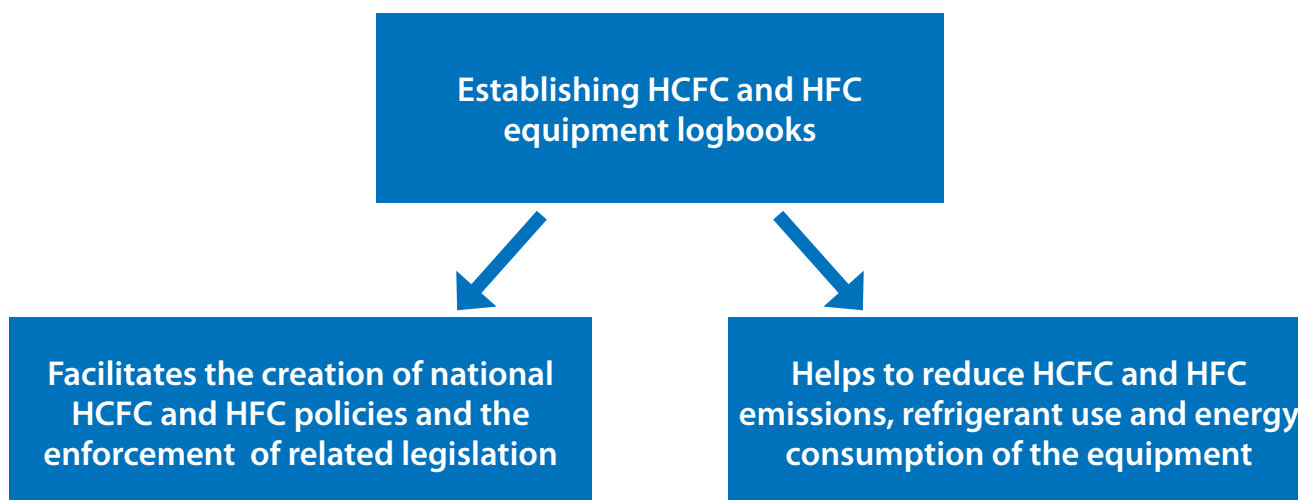 Establishing HCFC and HFC
equipment logbooks
Facilitates the creation of national
HCFC and HFC policies and the
enforcement of related legislation
Helps to reduce HCFC and HFC
emissions, refrigerant use and energy
consumption of the equipment